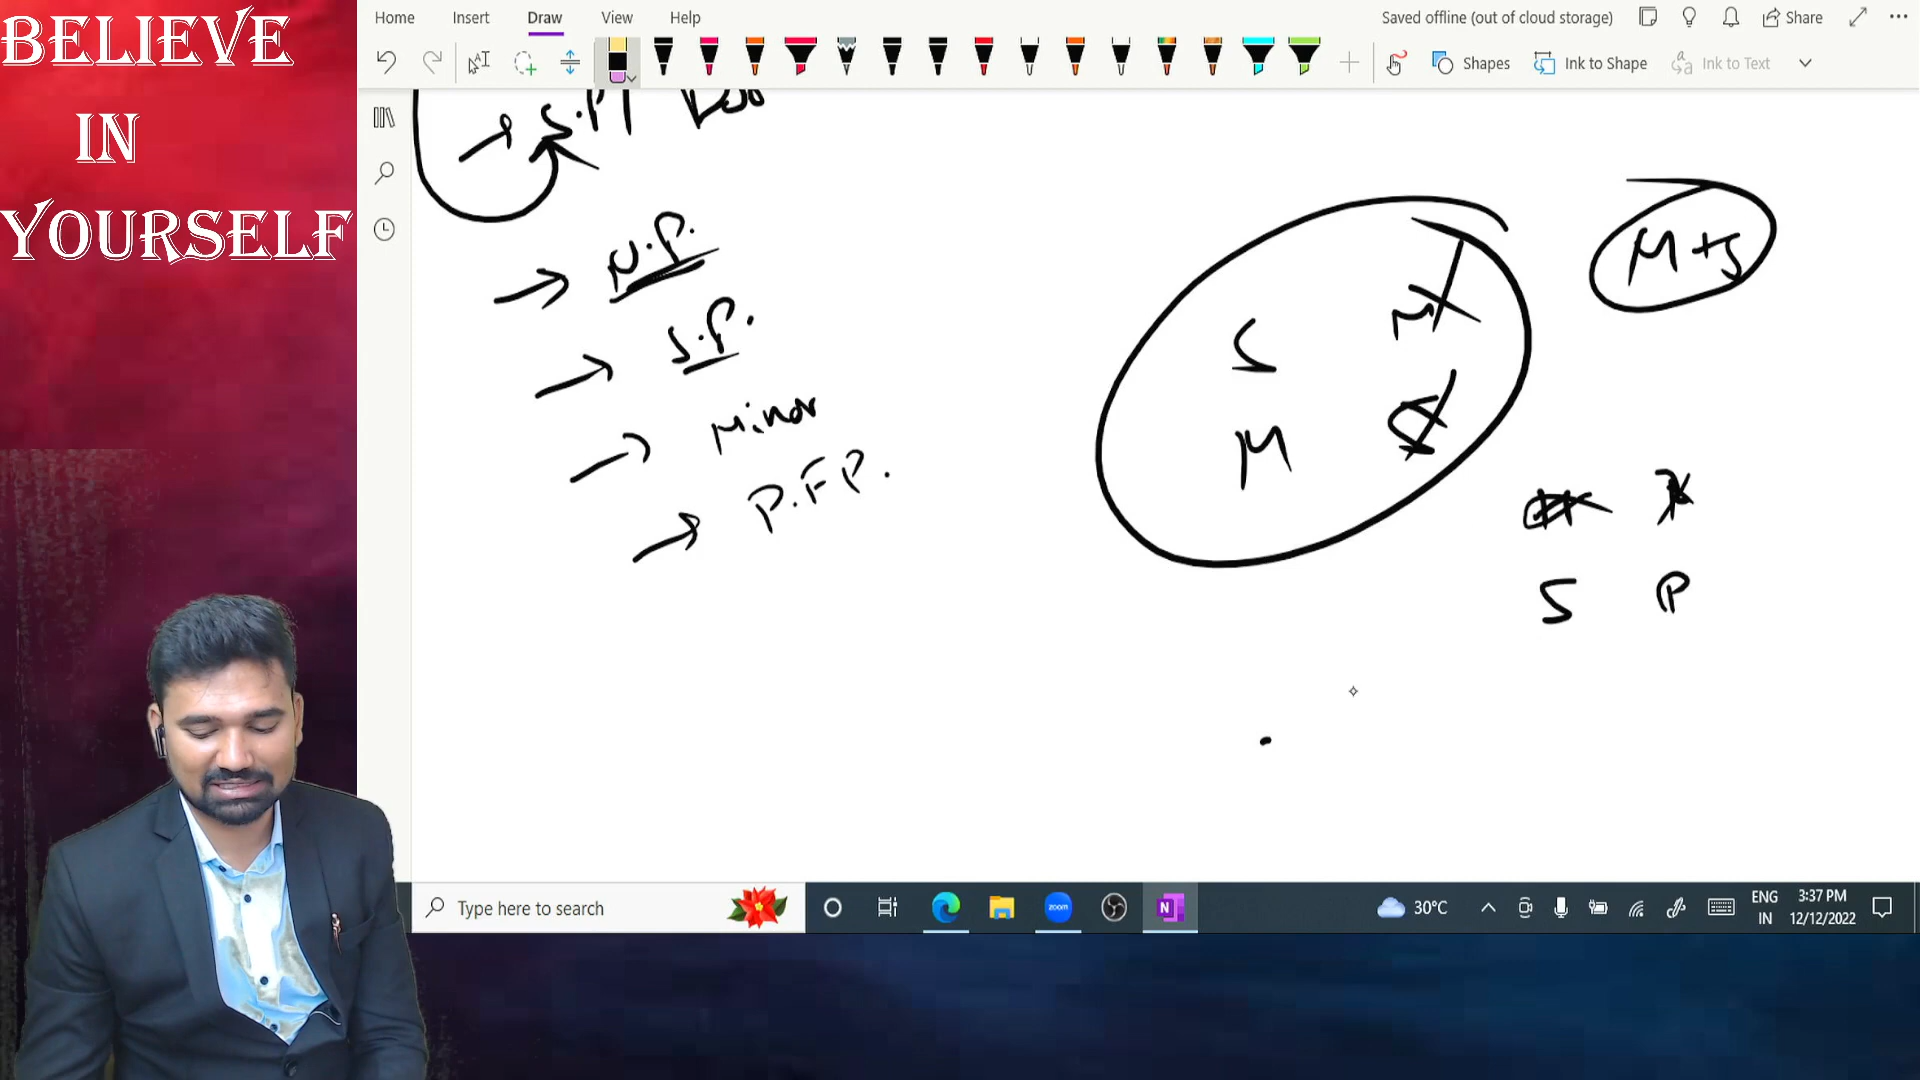 BELIEVE
IN
YOURSELF
Home Insert Draw View Help
Saved offline (out of cloud storage)
Share
Shapes
Ink to Shape
Ink to Text
→ N.P.
→ S.P.
→ Minor
→ P.F.P.
S M
M S
M+S
S P
Type here to search
zoom
N
30°C
ENG
IN
3:37 PM
12/12/2022